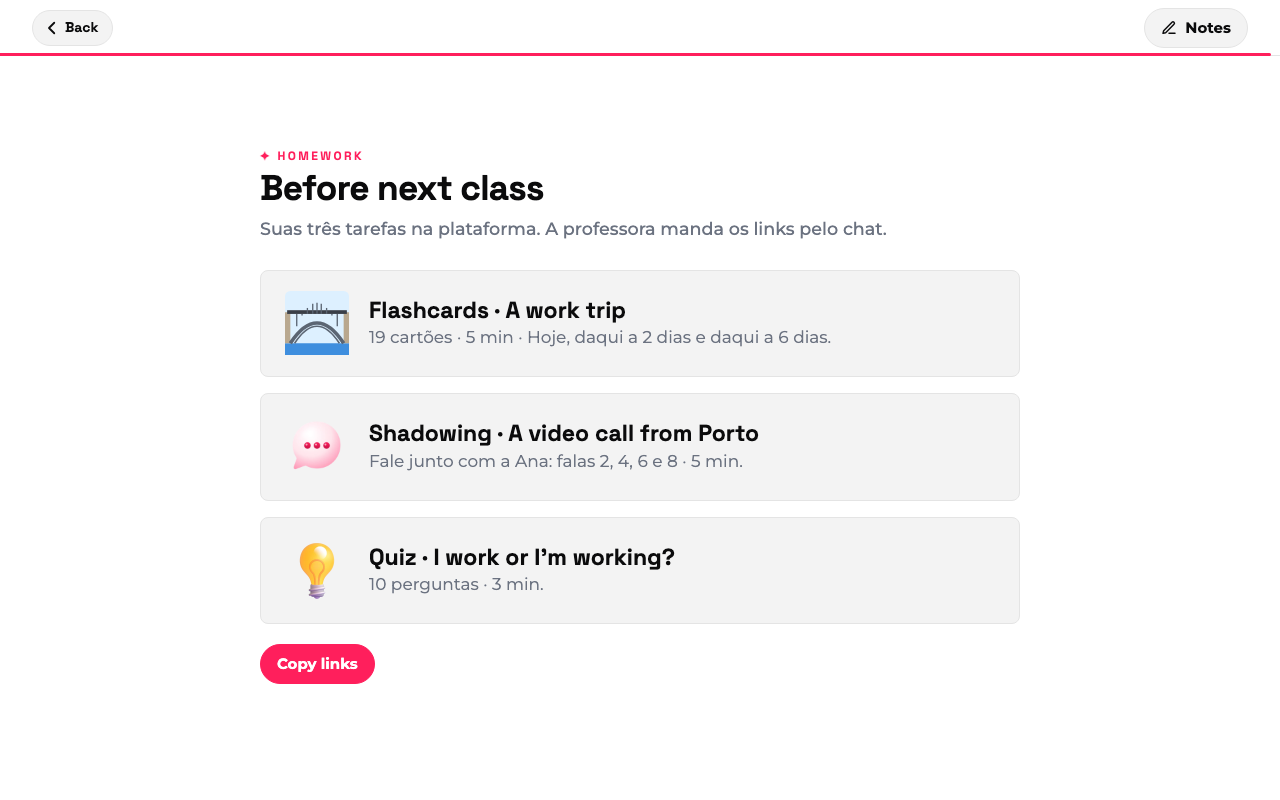 Back
Notes
✦ HOMEWORK
Before next class
Suas três tarefas na plataforma. A professora manda os links pelo chat.
Flashcards · A work trip
19 cartões · 5 min · Hoje, daqui a 2 dias e daqui a 6 dias.
Shadowing · A video call from Porto
Fale junto com a Ana: falas 2, 4, 6 e 8 · 5 min.
Quiz · I work or I’m working?
10 perguntas · 3 min.
Copy links